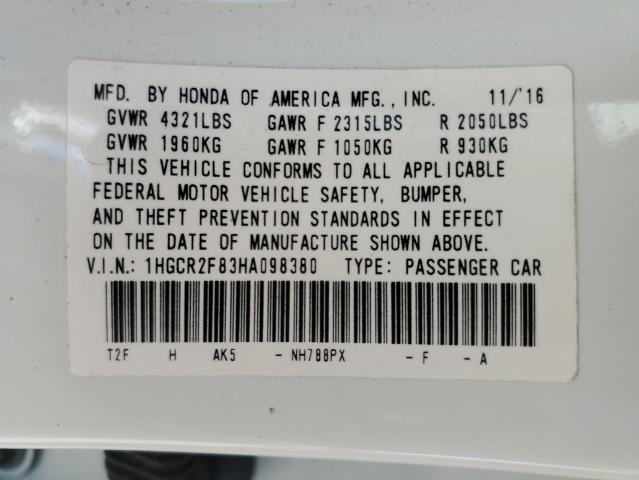 MFD. BY HONDA OF AMERICA MFG., INC. 11/'16
GVWR 4321LBS GAWR F 2315LBS R 2050LBS
GVWR 1960KG GAWR F 1050KG R 930KG
THIS VEHICLE CONFORMS TO ALL APPLICABLE
FEDERAL MOTOR VEHICLE SAFETY, BUMPER,
AND THEFT PREVENTION STANDARDS IN EFFECT
ON THE DATE OF MANUFACTURE SHOWN ABOVE.
V.I.N.: 1HGCR2F83HA098380 TYPE: PASSENGER CAR
T2F H AK5 - NH788PX - F - A